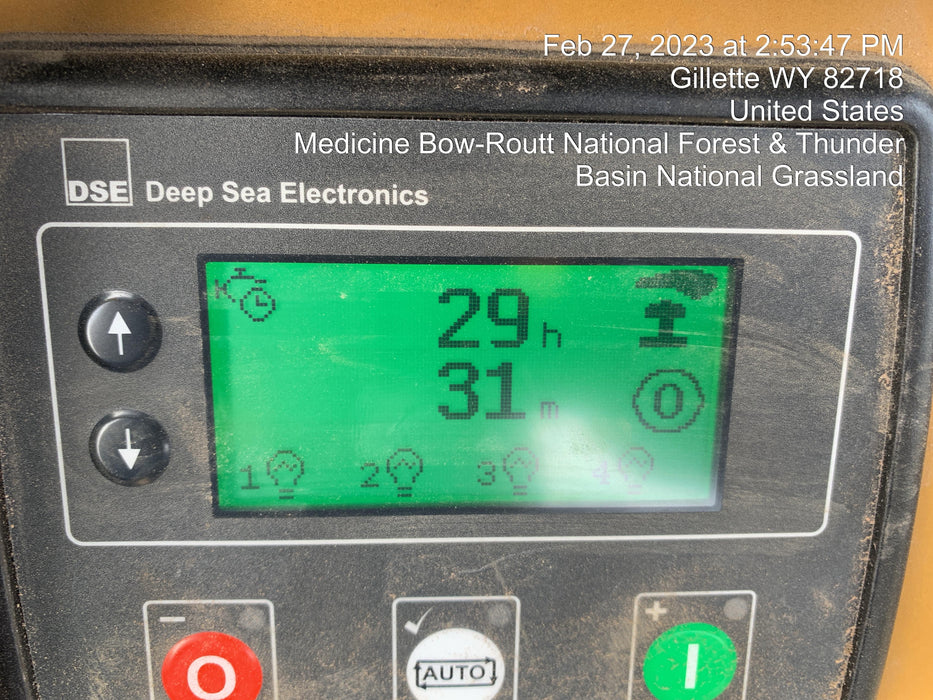 Feb 27, 2023 at 2:53:47 PM
Gillette WY 82718
United States
Medicine Bow-Routt National Forest & Thunder
Basin National Grassland
DSE Deep Sea Electronics
29 h
31 m
0
1 2 3 4
AUTO